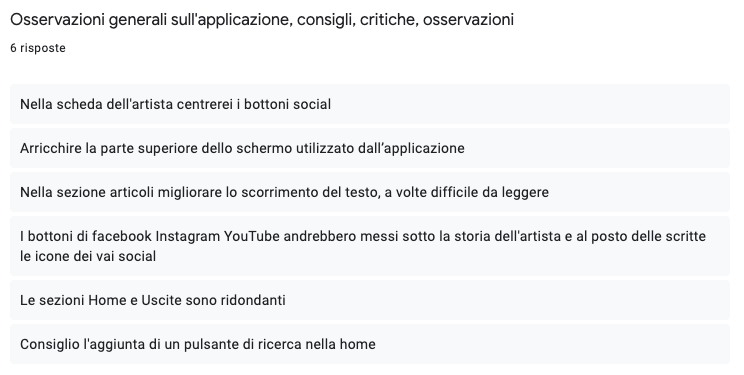 Osservazioni generali sull'applicazione, consigli, critiche, osservazioni
6 risposte
Nella scheda dell'artista centrerei i bottoni social
Arricchire la parte superiore dello schermo utilizzato dall’applicazione
Nella sezione articoli migliorare lo scorrimento del testo, a volte difficile da leggere
I bottoni di facebook Instagram YouTube andrebbero messi sotto la storia dell'artista e al posto delle scritte
le icone dei vai social
Le sezioni Home e Uscite sono ridondanti
Consiglio l'aggiunta di un pulsante di ricerca nella home